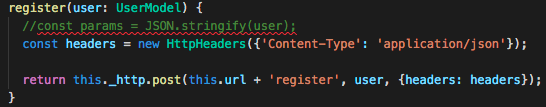 register(user: UserModel) {
//const params = JSON.stringify(user);
const headers = new HttpHeaders({'Content-Type': 'application/json'});
return this._http.post(this.url + 'register', user, {headers: headers});
}